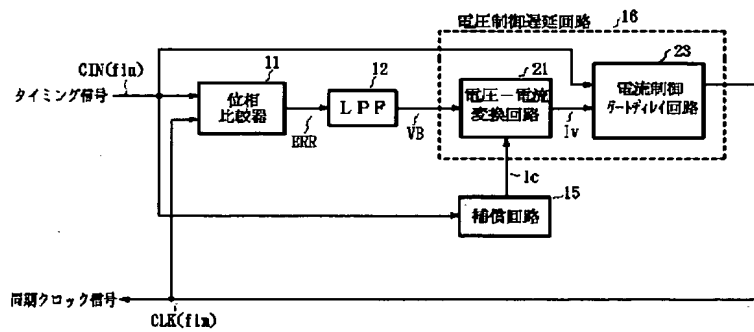 電圧制御遅延回路 16
CIN(fin)
タイミング信号
11
位相
比較器
ERR
12
LPF
VB
21
電圧－電流
変換回路
Iv
23
電流制御
ゲートディレイ回路
Ic
15
補償回路
同期クロック信号
CLK(fin)